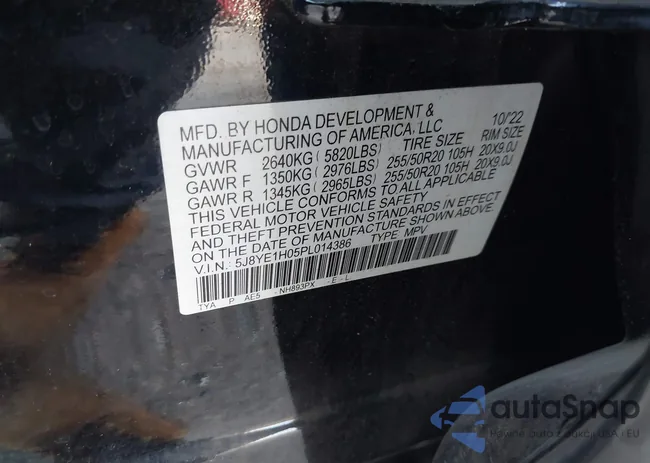 MFD. BY HONDA DEVELOPMENT &
MANUFACTURING OF AMERICA, LLC 10/'22
GVWR 2640KG (5820LBS) TIRE SIZE RIM SIZE
GAWR F 1350KG (2976LBS) 255/50R20 105H 20X9.0J
GAWR R 1345KG (2965LBS) 255/50R20 105H 20X9.0J
THIS VEHICLE CONFORMS TO ALL APPLICABLE
FEDERAL MOTOR VEHICLE SAFETY
AND THEFT PREVENTION STANDARDS IN EFFECT
ON THE DATE OF MANUFACTURE SHOWN ABOVE.
V.I.N.: 5J8YE1H05PL014386 TYPE: MPV
TYA P AE5 - NH893PX - E - L
autaSnap